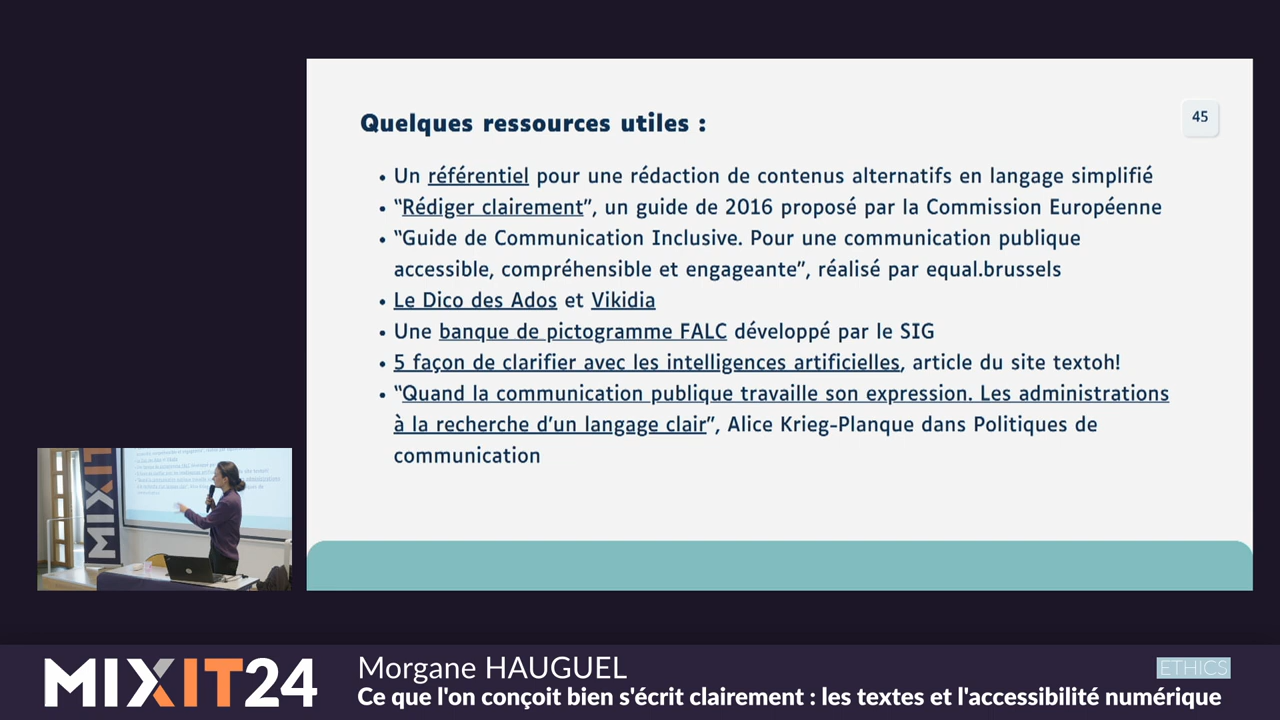 Quelques ressources utiles :
45
• Un référentiel pour une rédaction de contenus alternatifs en langage simplifié
• “Rédiger clairement”, un guide de 2016 proposé par la Commission Européenne
• “Guide de Communication Inclusive. Pour une communication publique
accessible, compréhensible et engageante”, réalisé par equal.brussels
• Le Dico des Ados et Vikidia
• Une banque de pictogramme FALC développé par le SIG
• 5 façon de clarifier avec les intelligences artificielles, article du site textoh!
• “Quand la communication publique travaille son expression. Les administrations
à la recherche d'un langage clair”, Alice Krieg-Planque dans Politiques de
communication
MIXIT
MIXIT24
Morgane HAUGUEL
ETHICS
Ce que l'on conçoit bien s'écrit clairement : les textes et l'accessibilité numérique